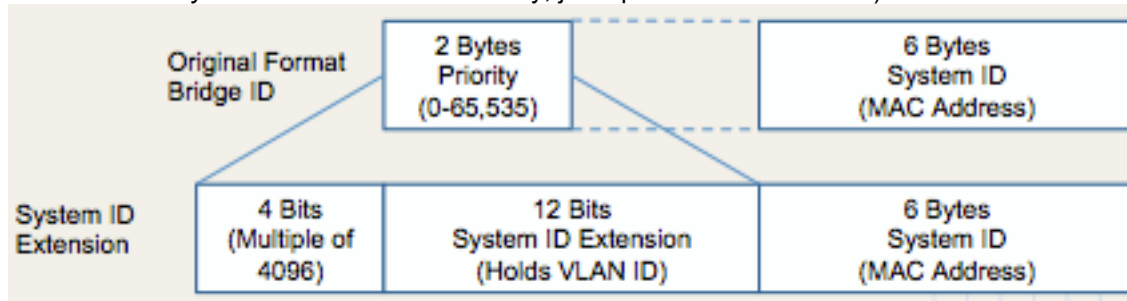 Original Format
Bridge ID
2 Bytes
Priority
(0-65,535)
6 Bytes
System ID
(MAC Address)
System ID
Extension
4 Bits
(Multiple of
4096)
12 Bits
System ID Extension
(Holds VLAN ID)
6 Bytes
System ID
(MAC Address)